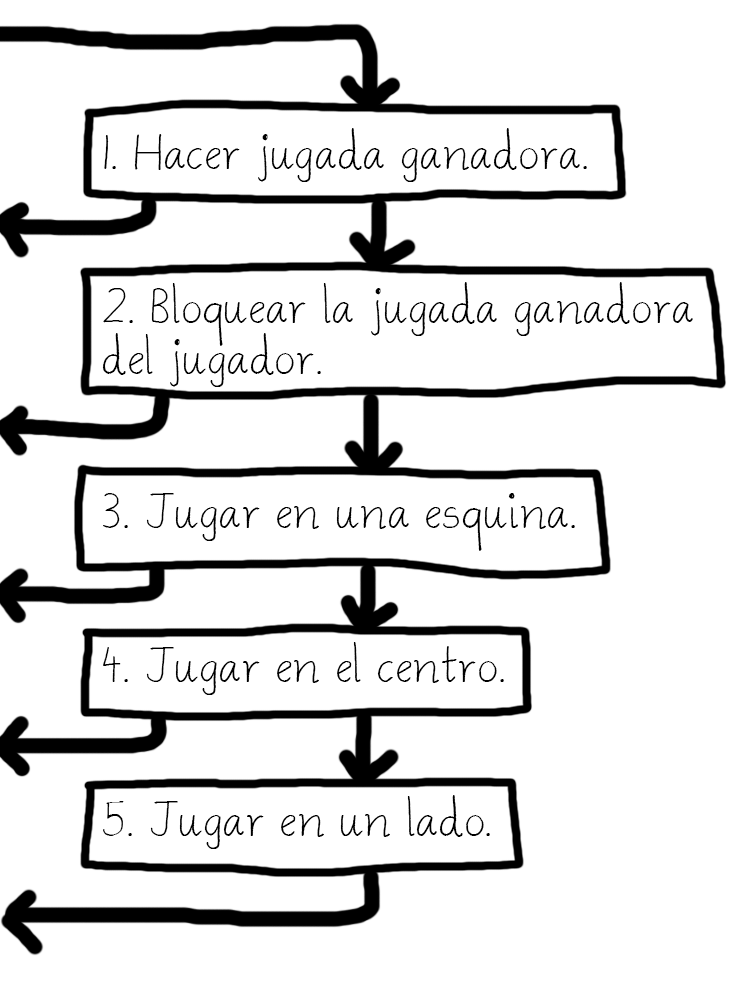 1. Hacer jugada ganadora.
2. Bloquear la jugada ganadora
del jugador.
3. Jugar en una esquina.
4. Jugar en el centro.
5. Jugar en un lado.